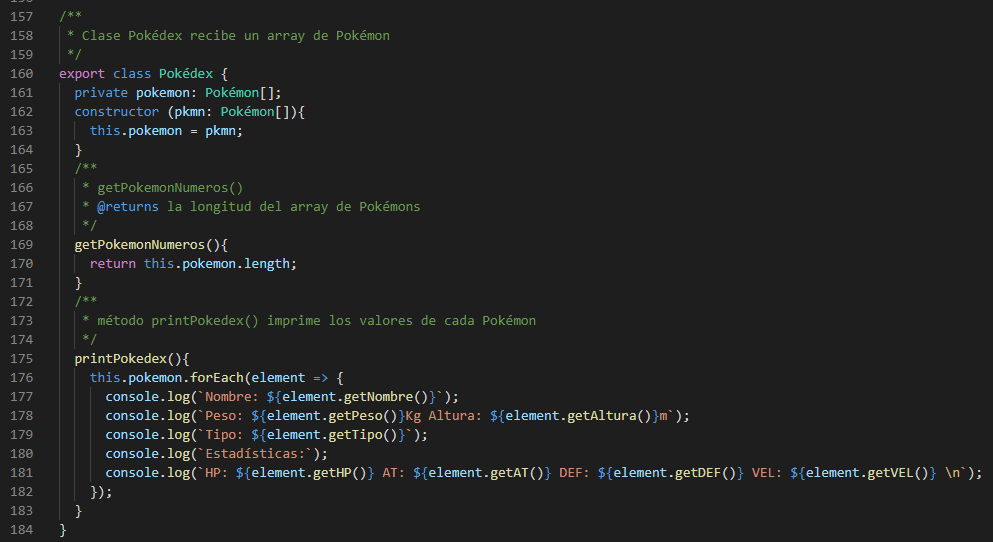 157 /**
158  * Clase Pokédex recibe un array de Pokémon
159  */
160 export class Pokédex {
161   private pokemon: Pokémon[];
162   constructor (pkmn: Pokémon[]){
163     this.pokemon = pkmn;
164   }
165   /**
166    * getPokemonNumeros()
167    * @returns la longitud del array de Pokémons
168    */
169   getPokemonNumeros(){
170     return this.pokemon.length;
171   }
172   /**
173    * método printPokedex() imprime los valores de cada Pokémon
174    */
175   printPokedex(){
176     this.pokemon.forEach(element => {
177       console.log(`Nombre: ${element.getNombre()}`);
178       console.log(`Peso: ${element.getPeso()}Kg Altura: ${element.getAltura()}m`);
179       console.log(`Tipo: ${element.getTipo()}`);
180       console.log(`Estadísticas:`);
181       console.log(`HP: ${element.getHP()} AT: ${element.getAT()} DEF: ${element.getDEF()} VEL: ${element.getVEL()} \n`);
182     });
183   }
184 }